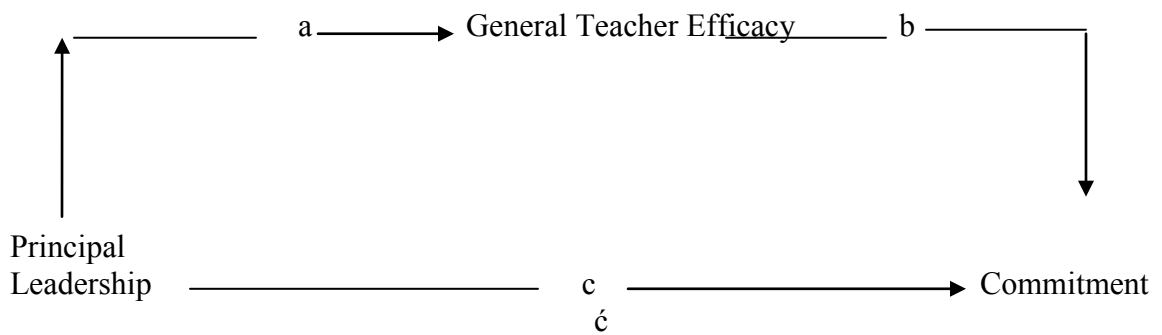 a General Teacher Efficacy b
Principal
Leadership c Commitment
ć